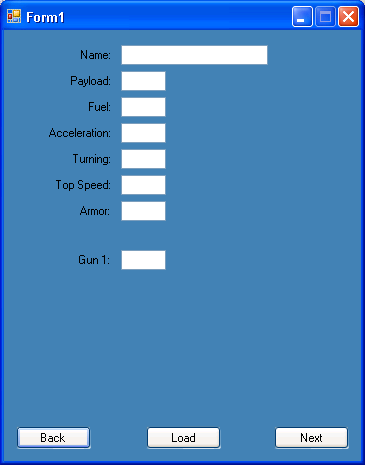 Form1
Name:
Payload:
Fuel:
Acceleration:
Turning:
Top Speed:
Armor:
Gun 1:
Back Load Next